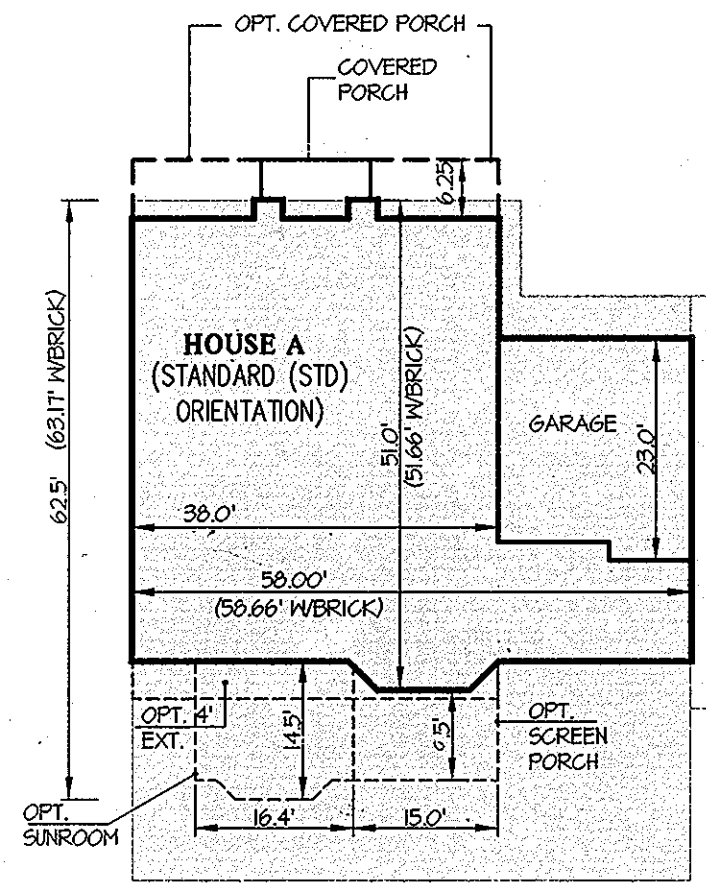 OPT. COVERED PORCH
COVERED
PORCH
6.25'
62.5' (63.17' W/BRICK)
HOUSE A
(STANDARD (STD)
ORIENTATION)
51.0'
(51.66' W/BRICK)
GARAGE
23.0'
38.0'
58.00'
(58.66' W/BRICK)
OPT. 4'
EXT.
14.5'
9.5'
OPT.
SCREEN
PORCH
OPT.
SUNROOM
16.4'
15.0'